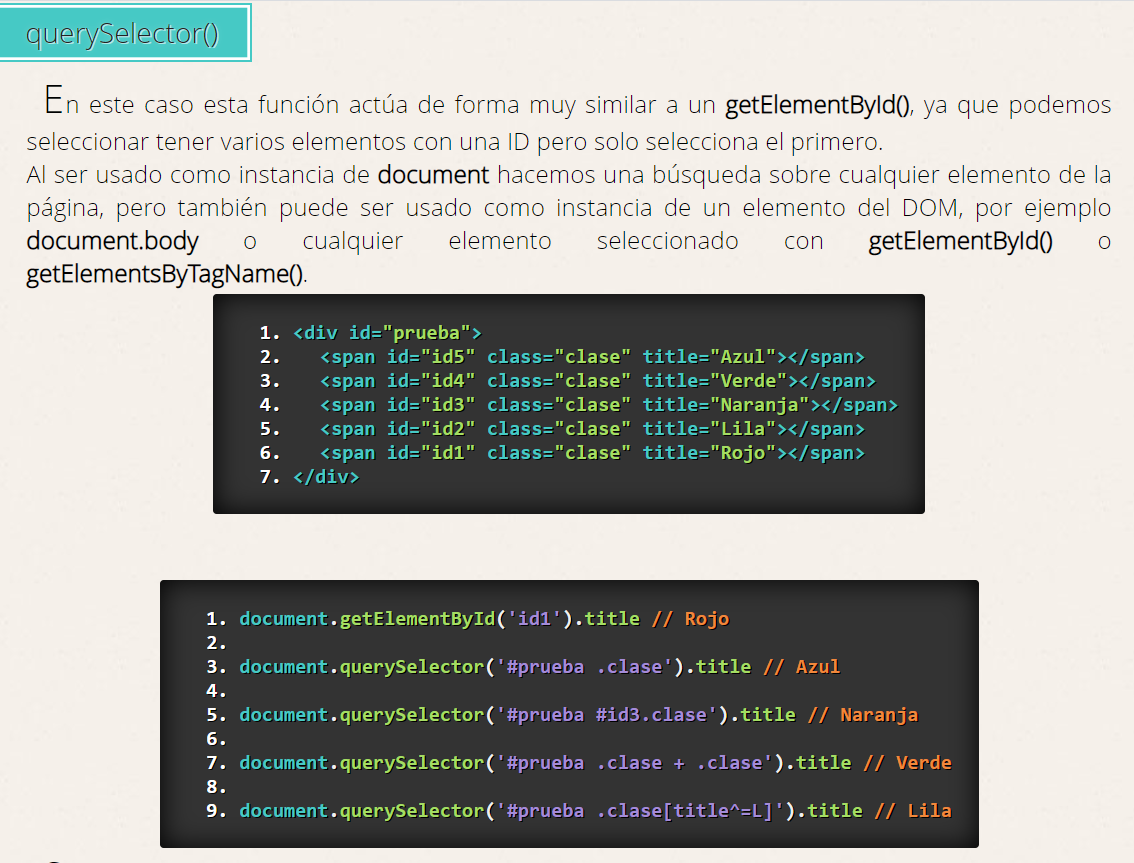 querySelector()
En este caso esta función actúa de forma muy similar a un getElementById(), ya que podemos
seleccionar tener varios elementos con una ID pero solo selecciona el primero.
Al ser usado como instancia de document hacemos una búsqueda sobre cualquier elemento de la
página, pero también puede ser usado como instancia de un elemento del DOM, por ejemplo
document.body o cualquier elemento seleccionado con getElementById() o
getElementsByTagName().
1. <div id="prueba">
2. <span id="id5" class="clase" title="Azul"></span>
3. <span id="id4" class="clase" title="Verde"></span>
4. <span id="id3" class="clase" title="Naranja"></span>
5. <span id="id2" class="clase" title="Lila"></span>
6. <span id="id1" class="clase" title="Rojo"></span>
7. </div>
1. document.getElementById('id1').title // Rojo
2.
3. document.querySelector('#prueba .clase').title // Azul
4.
5. document.querySelector('#prueba #id3.clase').title // Naranja
6.
7. document.querySelector('#prueba .clase + .clase').title // Verde
8.
9. document.querySelector('#prueba .clase[title^=L]').title // Lila